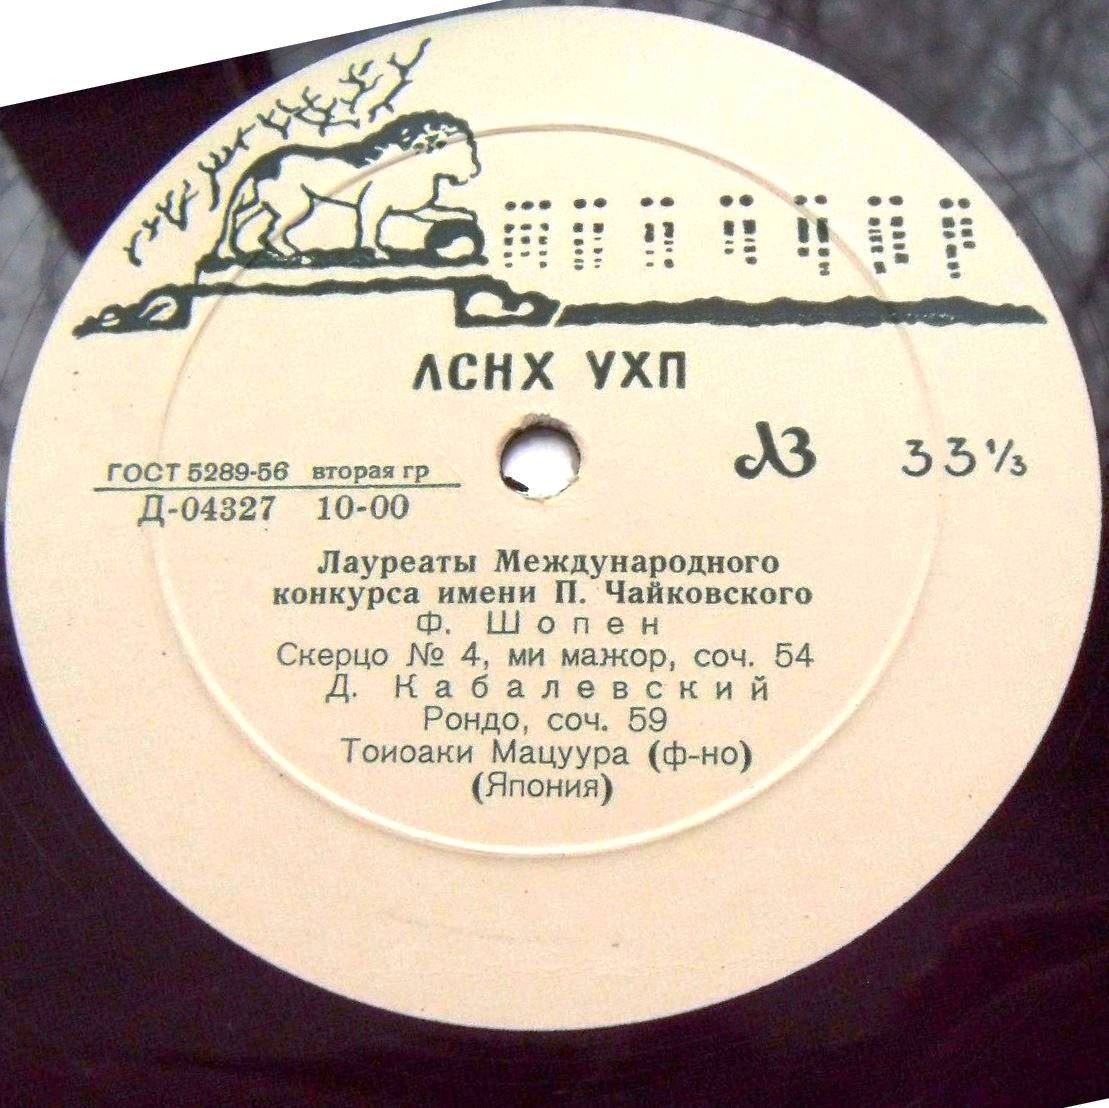 ЛСНХ УХП
ЛЗ 33⅓
ГОСТ 5289-56 вторая гр
Д-04327 10-00
Лауреаты Международного
конкурса имени П. Чайковского
Ф. Шопен
Скерцо № 4, ми мажор, соч. 54
Д. Кабалевский
Рондо, соч. 59
Тоиоаки Мацуура (ф-но)
(Япония)